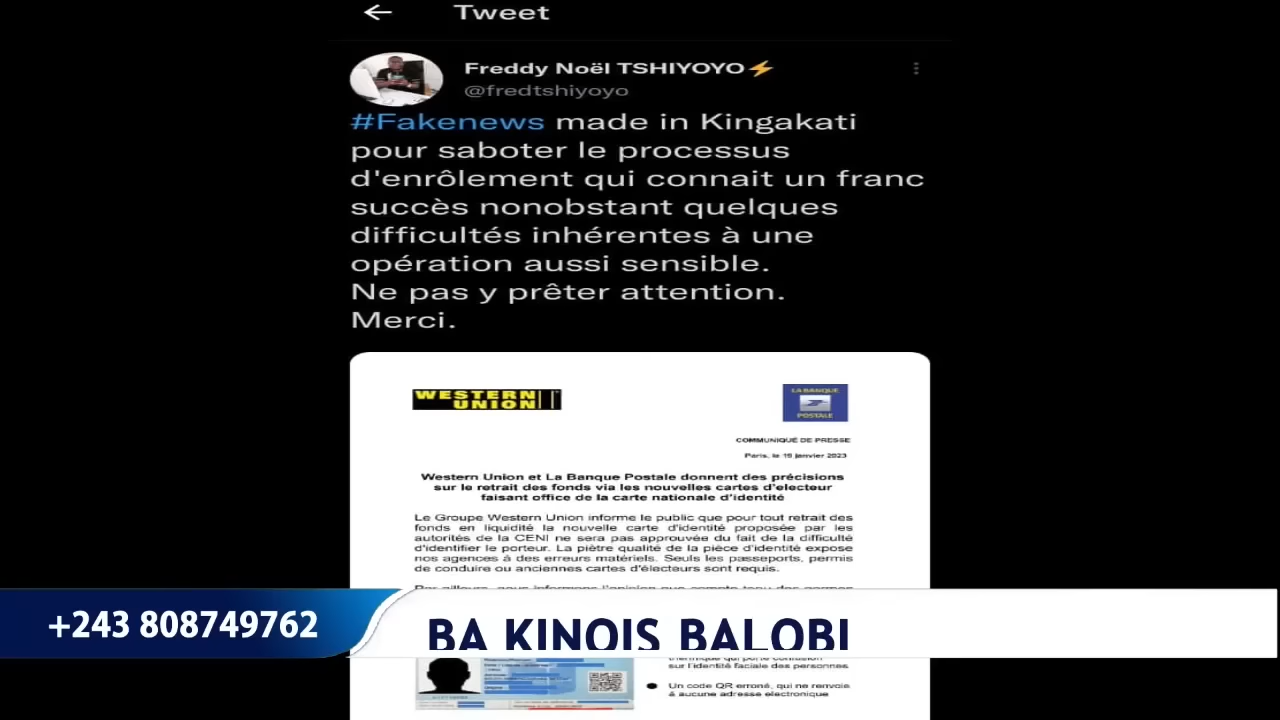 Tweet
Freddy Noël TSHIYOYO⚡
@fredtshiyoyo
#Fakenews made in Kingakati
pour saboter le processus
d'enrôlement qui connait un franc
succès nonobstant quelques
difficultés inhérentes à une
opération aussi sensible.
Ne pas y prêter attention.
Merci.
WESTERN
UNION
LA BANQUE
POSTALE
COMMUNIQUÉ DE PRESSE
Paris, le 19 janvier 2023
Western Union et La Banque Postale donnent des précisions
sur le retrait des fonds via les nouvelles cartes d'electeur
faisant office de la carte nationale d'identité
Le Groupe Western Union informe le public que pour tout retrait des
fonds en liquidité la nouvelle carte d'identité proposée par les
autorités de la CENI ne sera pas approuvée du fait de la difficulté
d'identifier le porteur. La piètre qualité de la pièce d'identité expose
nos agences à des erreurs matériels. Seuls les passeports, permis
de conduire ou anciennes cartes d'électeurs sont requis.
+243 808749762
BA KINOIS BALOBI
sur l'identité faciale des personnes
Un code QR erroné, qui ne renvoie
à aucune adresse électronique